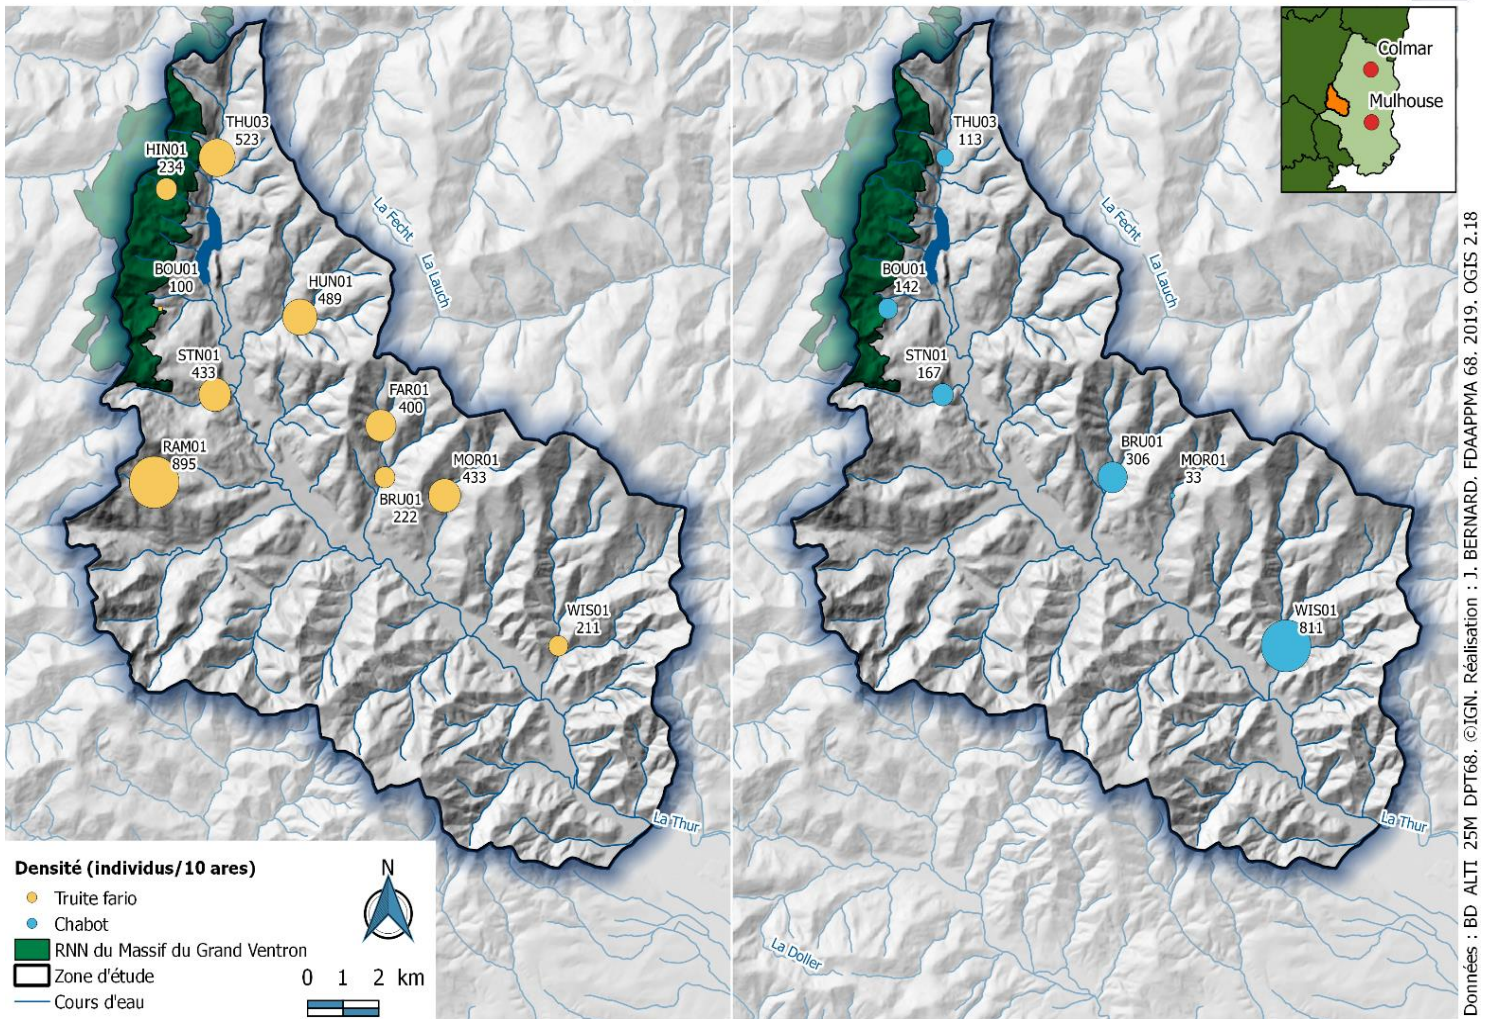 THU03
523
HIN01
234
La Fecht
La Lauch
BOU01
100
HUN01
489
STN01
433
FAR01
400
RAM01
895
MOR01
433
BRU01
222
WIS01
211
La Thur
Densité (individus/10 ares)
Truite fario
Chabot
RNN du Massif du Grand Ventron
Zone d'étude
Cours d'eau
N
0 1 2 km
THU03
113
La Fecht
La Lauch
BOU01
142
STN01
167
BRU01
306
MOR01
33
WIS01
811
La Thur
La Doller
Colmar
Mulhouse
Données : BD ALTI 25M DPT68. ©IGN. Réalisation : J. BERNARD. FDAAPPMA 68. 2019. QGIS 2.18